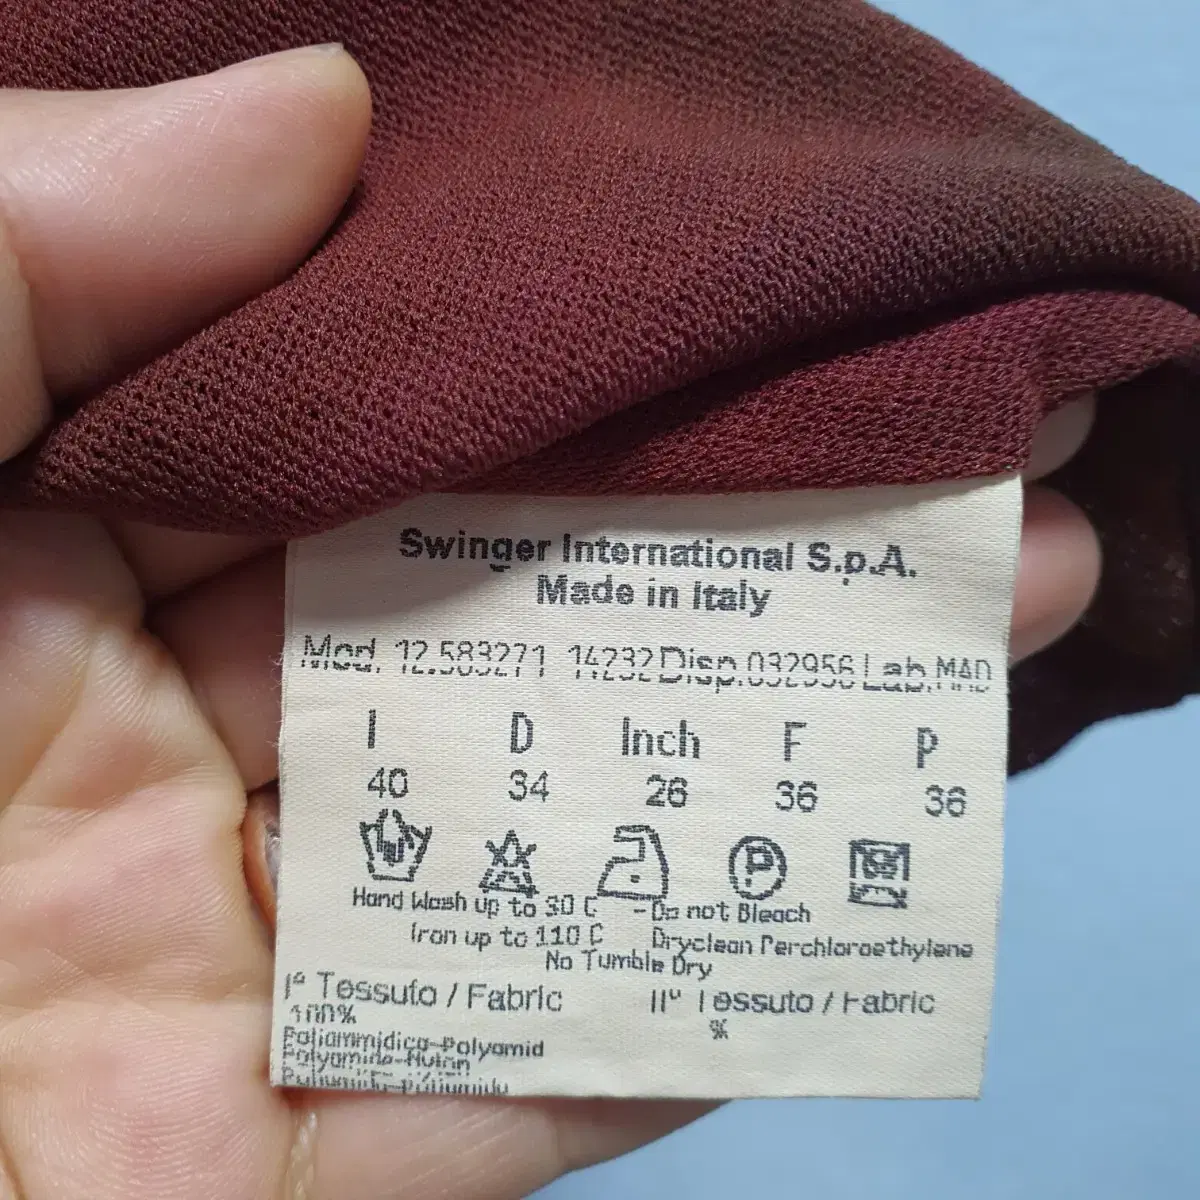 Swinger International S.p.A.
Made in Italy
Mod. 12.583271 14232 Disp.032956 Lab.MAD
I D Inch F P
40 34 26 36 36
P
Hand Wash up to 30 C - Do not Bleach
Iron up to 110 C Dryclean Perchloroethylene
No Tumble Dry
Iº Tessuto / Fabric IIº Tessuto / Fabric
100% %
Poliammidica-Polyamid
Polyamide-Nylon